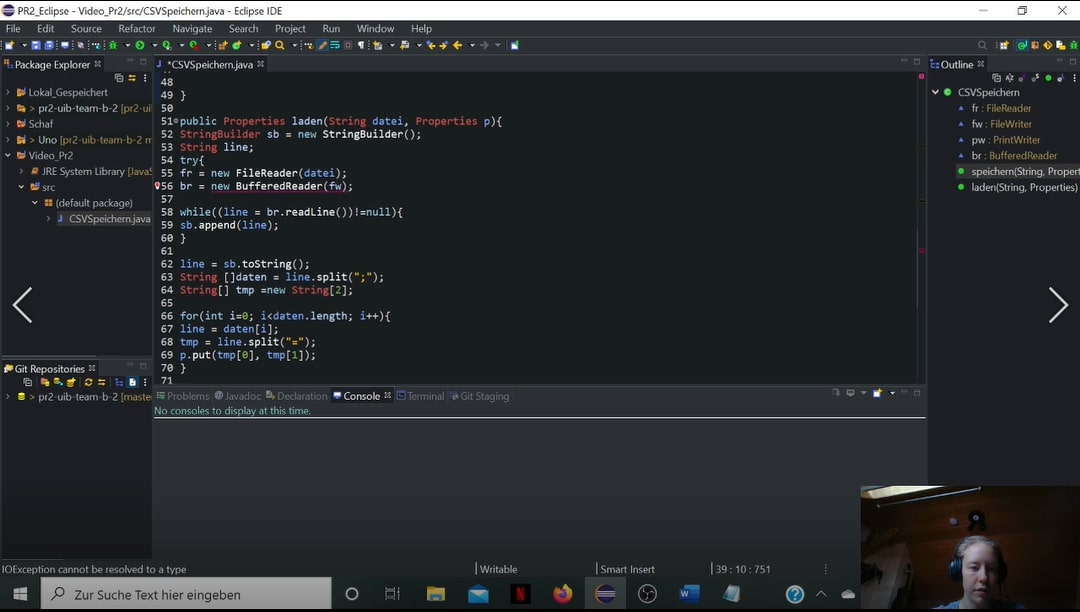 PR2_Eclipse - Video_Pr2/src/CSVSpeichern.java - Eclipse IDE
File Edit Source Refactor Navigate Search Project Run Window Help
Package Explorer
*CSVSpeichern.java
Outline
Lokal_Gespeichert
> pr2-uib-team-b-2 [pr2-ui
Schaf
> Uno [pr2-uib-team-b-2 m
Video_Pr2
JRE System Library [JavaS
src
(default package)
CSVSpeichern.java
48
49 }
50
51 public Properties laden(String datei, Properties p){
52 StringBuilder sb = new StringBuilder();
53 String line;
54 try{
55 fr = new FileReader(datei);
56 br = new BufferedReader(fw);
57
58 while((line = br.readLine())!=null){
59 sb.append(line);
60 }
61
62 line = sb.toString();
63 String []daten = line.split(";");
64 String[] tmp =new String[2];
65
66 for(int i=0; i<daten.length; i++){
67 line = daten[i];
68 tmp = line.split("=");
69 p.put(tmp[0], tmp[1]);
70 }
71
CSVSpeichern
fr : FileReader
fw : FileWriter
pw : PrintWriter
br : BufferedReader
speichern(String, Propert
laden(String, Properties)
Git Repositories
> pr2-uib-team-b-2 [master
Problems Javadoc Declaration Console Terminal Git Staging
No consoles to display at this time.
IOException cannot be resolved to a type
Writable
Smart Insert
39 : 10 : 751
Zur Suche Text hier eingeben